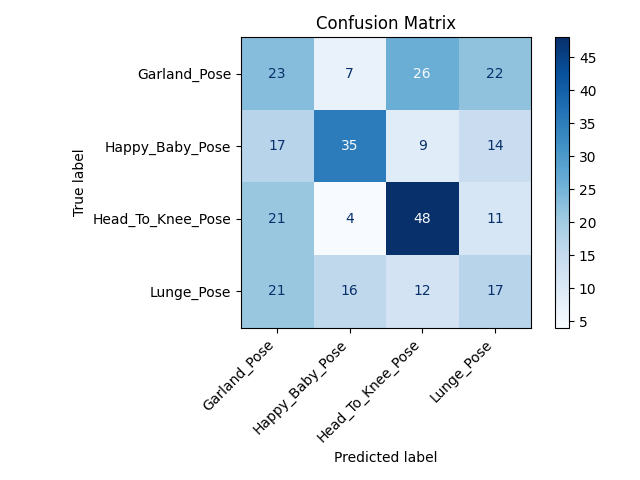 Confusion Matrix
True label
Garland_Pose 23 7 26 22
Happy_Baby_Pose 17 35 9 14
Head_To_Knee_Pose 21 4 48 11
Lunge_Pose 21 16 12 17
Garland_Pose Happy_Baby_Pose Head_To_Knee_Pose Lunge_Pose
Predicted label
45
40
35
30
25
20
15
10
5